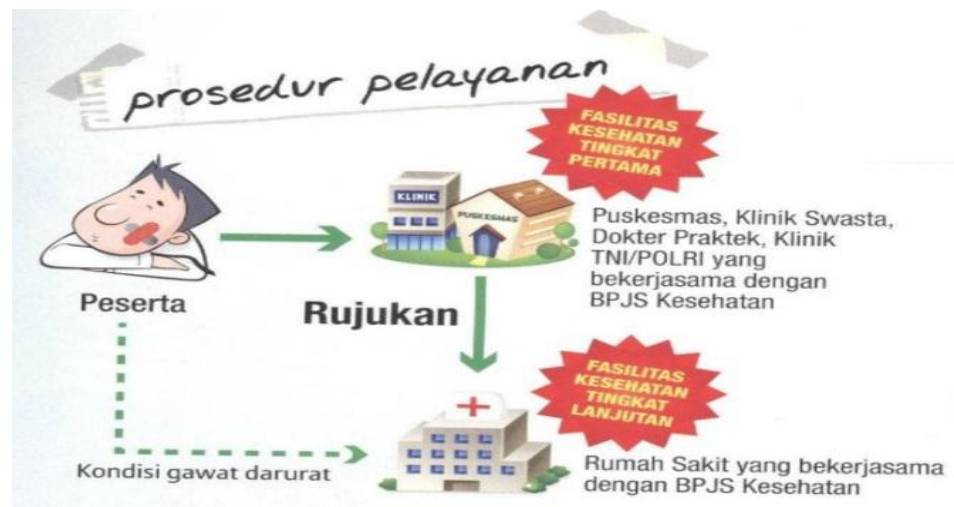 prosedur pelayanan
FASILITAS
KESEHATAN
TINGKAT
PERTAMA
KLINIK
PUSKESMAS
Puskesmas, Klinik Swasta,
Dokter Praktek, Klinik
TNI/POLRI yang
bekerjasama dengan
BPJS Kesehatan
Peserta
Rujukan
FASILITAS
KESEHATAN
TINGKAT
LANJUTAN
Kondisi gawat darurat
Rumah Sakit yang bekerjasama
dengan BPJS Kesehatan